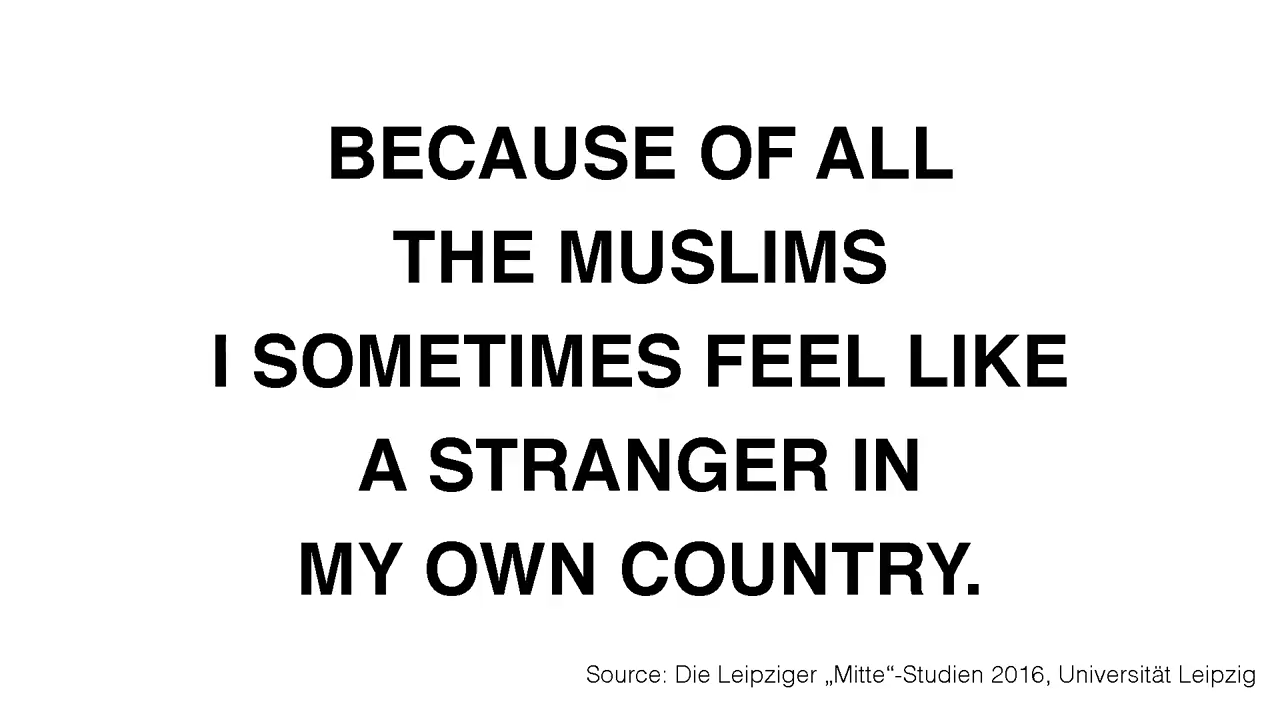 BECAUSE OF ALL
THE MUSLIMS
I SOMETIMES FEEL LIKE
A STRANGER IN
MY OWN COUNTRY.
Source: Die Leipziger „Mitte“-Studien 2016, Universität Leipzig